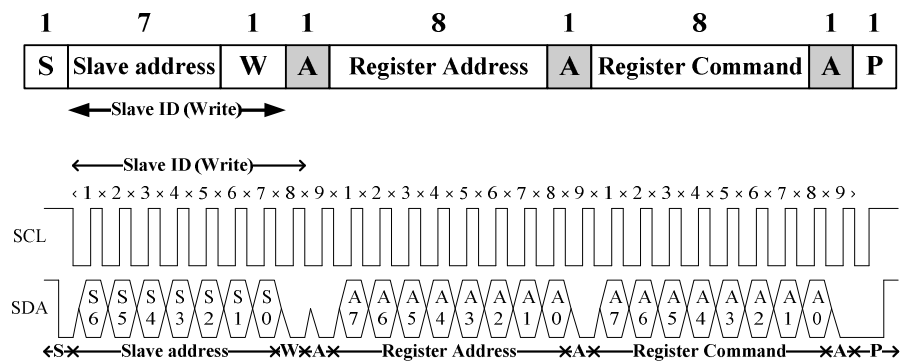 1 7 1 1 8 1 8 1 1
S Slave address W A Register Address A Register Command A P
Slave ID (Write)
Slave ID (Write)
‹ 1 × 2 × 3 × 4 × 5 × 6 × 7 × 8 × 9 × 1 × 2 × 3 × 4 × 5 × 6 × 7 × 8 × 9 × 1 × 2 × 3 × 4 × 5 × 6 × 7 × 8 × 9 ›
SCL
SDA S6 S5 S4 S3 S2 S1 S0 A7 A6 A5 A4 A3 A2 A1 A0 A7 A6 A5 A4 A3 A2 A1 A0
S Slave address W A Register Address A Register Command A P